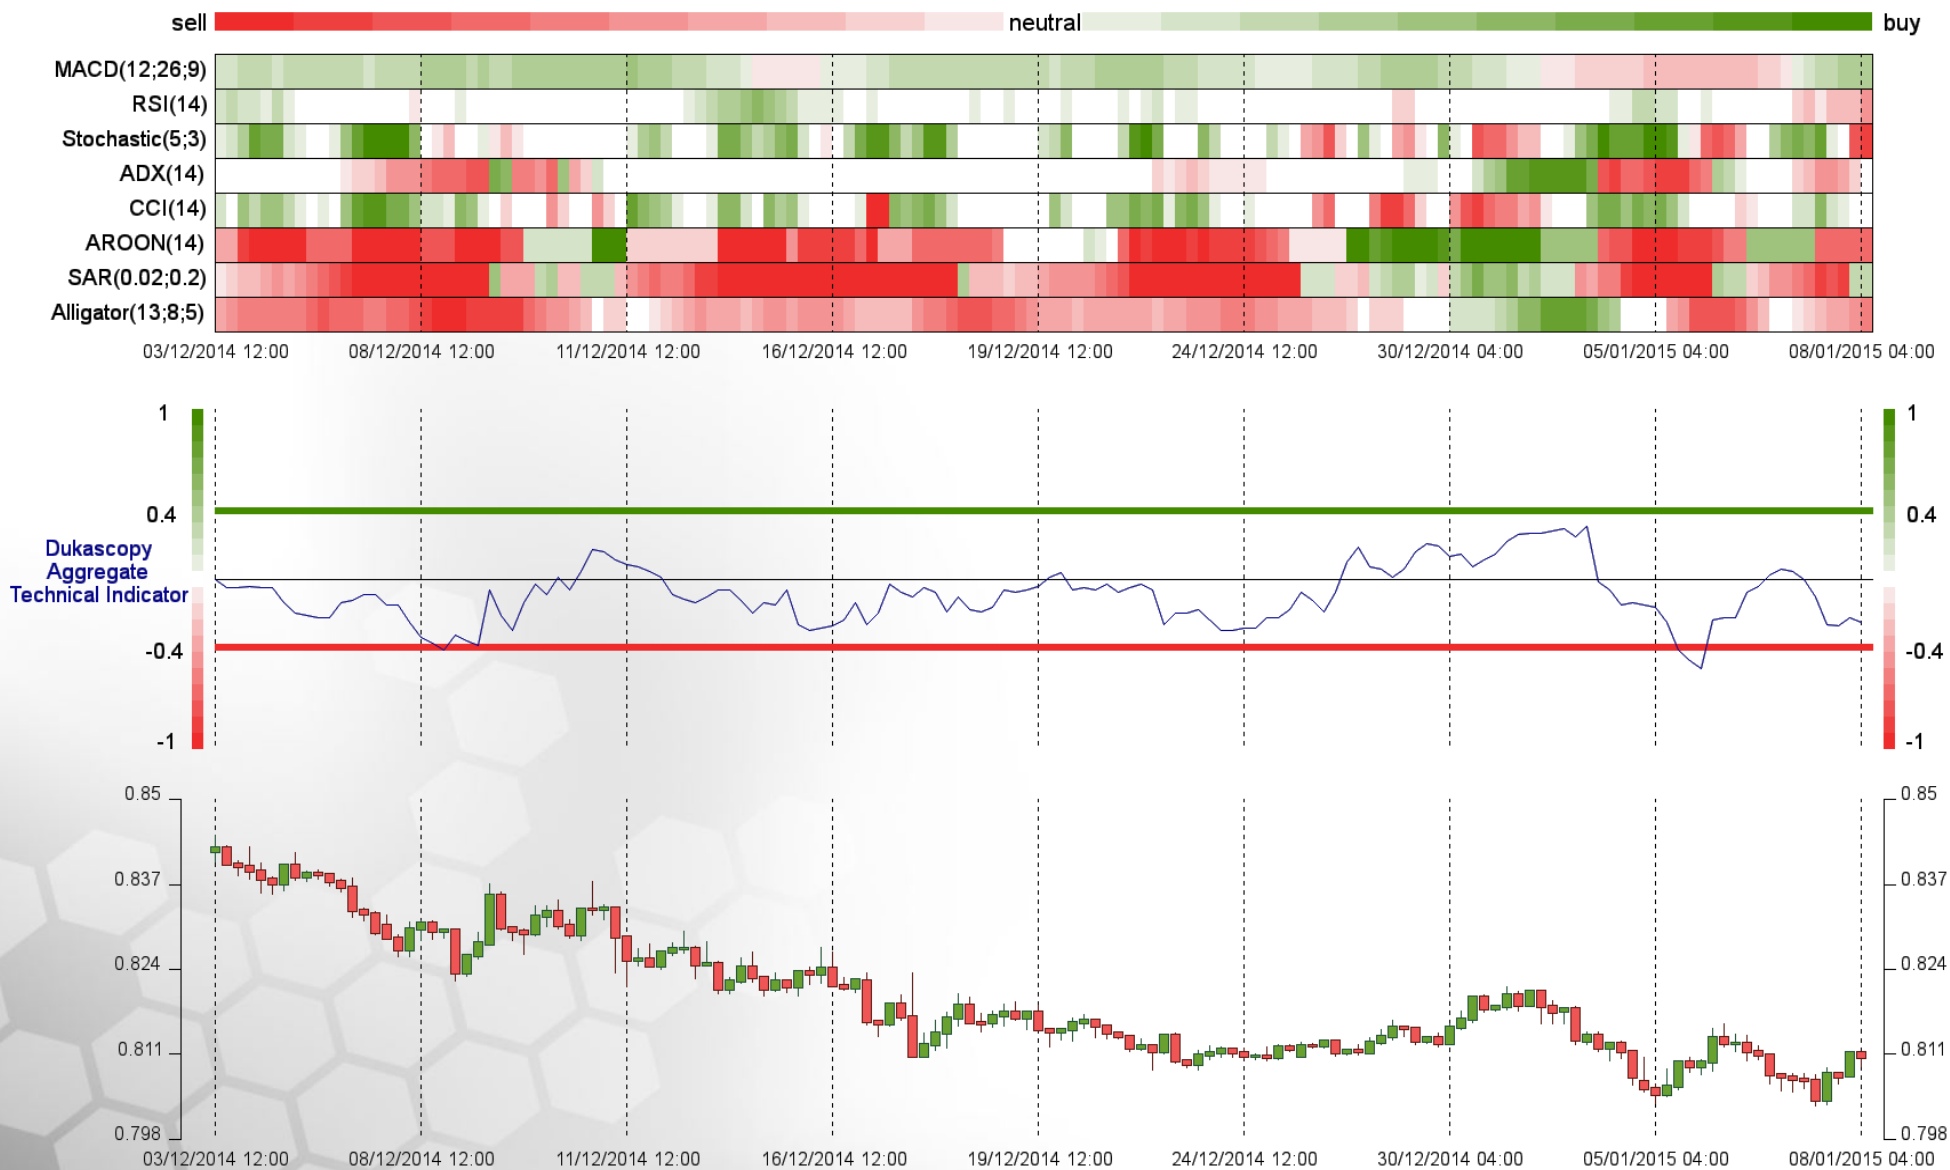 sell neutral buy
MACD(12;26;9)
RSI(14)
Stochastic(5;3)
ADX(14)
CCI(14)
AROON(14)
SAR(0.02;0.2)
Alligator(13;8;5)
03/12/2014 12:00 08/12/2014 12:00 11/12/2014 12:00 16/12/2014 12:00 19/12/2014 12:00 24/12/2014 12:00 30/12/2014 04:00 05/01/2015 04:00 08/01/2015 04:00
1 1
0.4 0.4
Dukascopy
Aggregate
Technical Indicator
-0.4 -0.4
-1 -1
0.85 0.85
0.837 0.837
0.824 0.824
0.811 0.811
0.798 0.798
03/12/2014 12:00 08/12/2014 12:00 11/12/2014 12:00 16/12/2014 12:00 19/12/2014 12:00 24/12/2014 12:00 30/12/2014 04:00 05/01/2015 04:00 08/01/2015 04:00